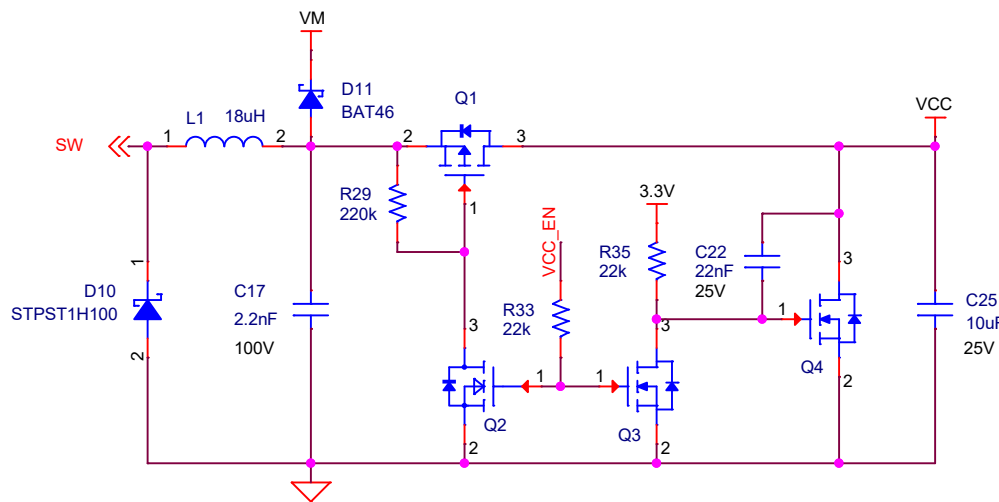 VM
VCC
D11
BAT46
Q1
L1
18uH
SW
1
2
2
3
R29
220k
1
3.3V
VCC_EN
R35
22k
C22
22nF
25V
3
1
D10
STPST1H100
2
C17
2.2nF
100V
R33
22k
1
Q4
2
C25
10uF
25V
3
3
1
1
Q2
Q3
2
2